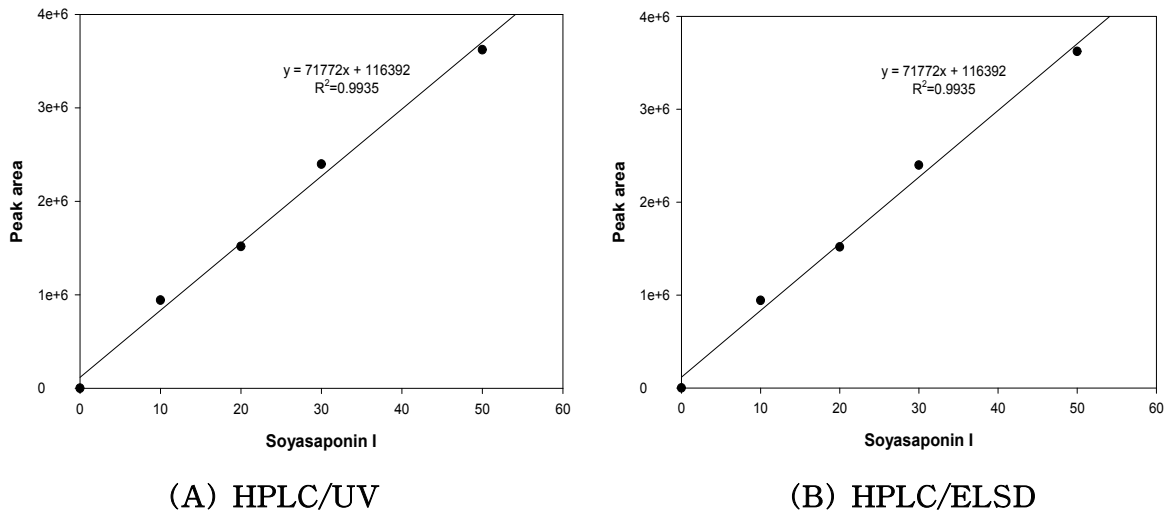 4e+6
3e+6
2e+6
1e+6
0
Peak area
y = 71772x + 116392
R²=0.9935
0 10 20 30 40 50 60
Soyasaponin I
(A) HPLC/UV
4e+6
3e+6
2e+6
1e+6
0
Peak area
y = 71772x + 116392
R²=0.9935
0 10 20 30 40 50 60
Soyasaponin I
(B) HPLC/ELSD